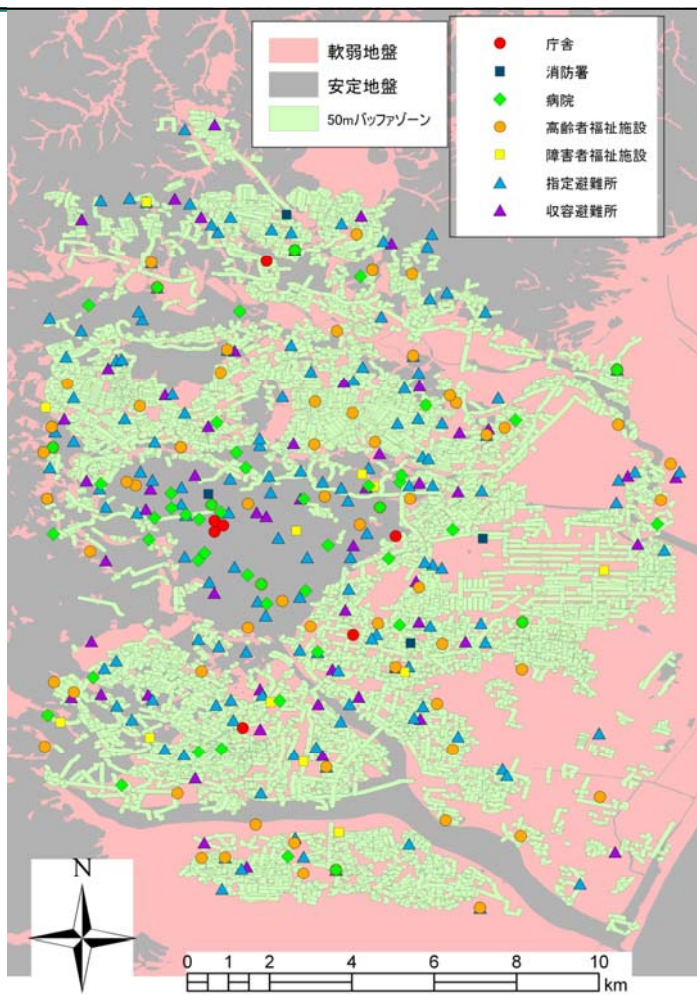 軟弱地盤
安定地盤
50mバッファゾーン
庁舎
消防署
病院
高齢者福祉施設
障害者福祉施設
指定避難所
収容避難所
N
0 1 2 4 6 8 10
km